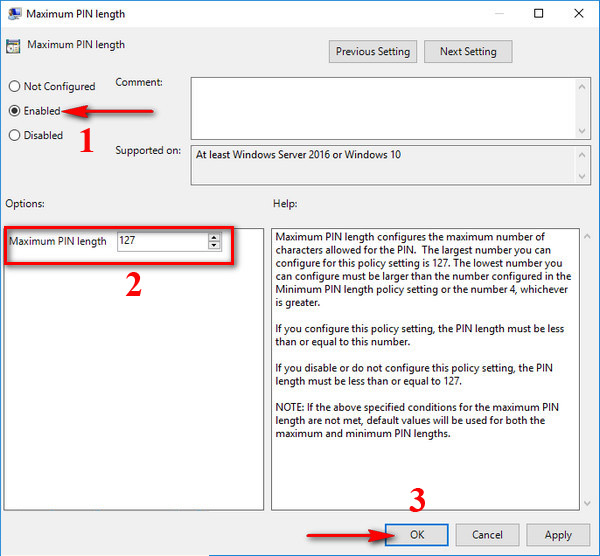 Maximum PIN length
Maximum PIN length
Previous Setting
Next Setting
Not Configured
Comment:
Enabled
1
Disabled
Supported on:
At least Windows Server 2016 or Windows 10
Options:
Help:
Maximum PIN length
127
2
Maximum PIN length configures the maximum number of
characters allowed for the PIN.  The largest number you can
configure for this policy setting is 127. The lowest number you
can configure must be larger than the number configured in the
Minimum PIN length policy setting or the number 4, whichever
is greater.
If you configure this policy setting, the PIN length must be less
than or equal to this number.
If you disable or do not configure this policy setting, the PIN
length must be less than or equal to 127.
NOTE: If the above specified conditions for the maximum PIN
length are not met, default values will be used for both the
maximum and minimum PIN lengths.
3
OK
Cancel
Apply